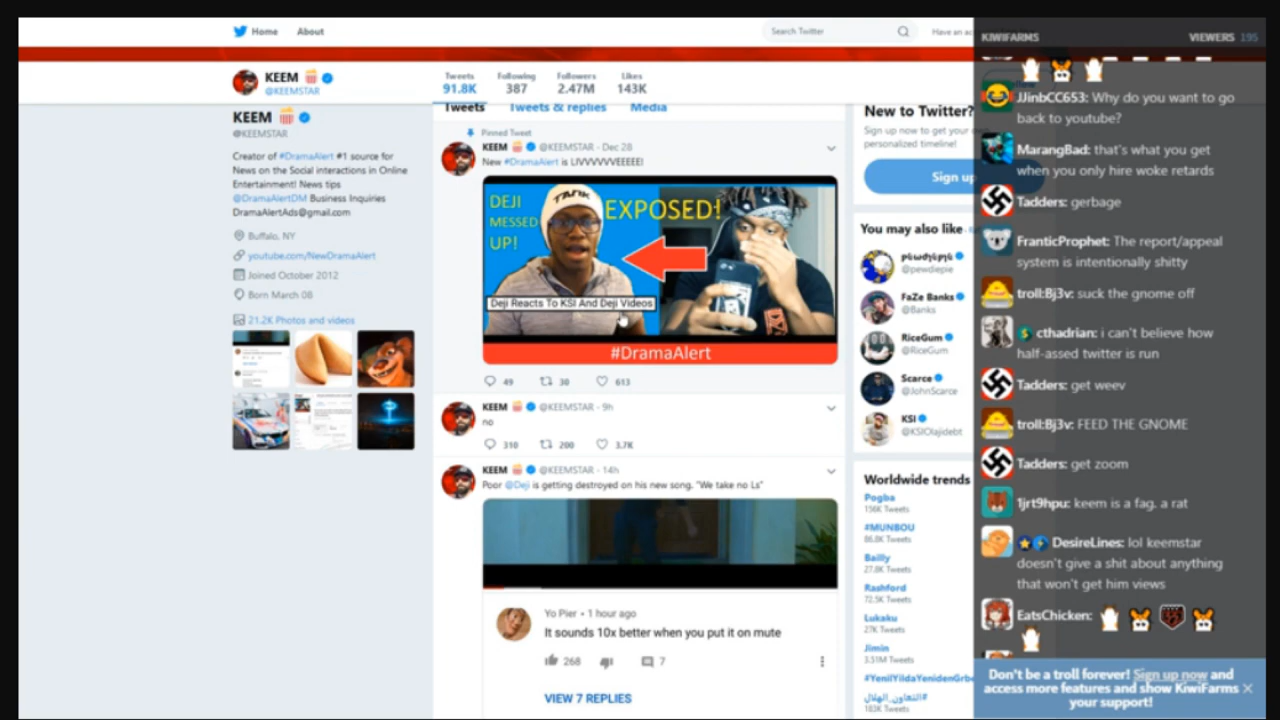 Home
About
Search Twitter
Have an ac
KEEM
@KEEMSTAR
Tweets
91.8K
Following
387
Followers
2.47M
Likes
143K
KEEM
@KEEMSTAR
Creator of #DramaAlert #1 source for
News on the Social interactions in Online
Entertainment! News tips
@DramaAlertDM Business Inquiries
DramaAlertAds@gmail.com
Buffalo, NY
youtube.com/NewDramaAlert
Joined October 2012
Born March 08
21.2K Photos and videos
Tweets
Tweets & replies
Media
Pinned Tweet
KEEM @KEEMSTAR · Dec 28
New #DramaAlert is LIVVVVVVEEEEE!
DEJI
MESSED
UP!
TANK
EXPOSED!
Deji Reacts To KSI And Deji Videos
#DramaAlert
49
30
613
KEEM @KEEMSTAR · 9h
no
310
200
3.7K
KEEM @KEEMSTAR · 14h
Poor @Deji is getting destroyed on his new song, "We take no Ls"
Yo Pier • 1 hour ago
It sounds 10x better when you put it on mute
268
7
VIEW 7 REPLIES
New to Twitter?
Sign up now to get your
personalized timeline!
Sign up
You may also like
@pewdiepie
FaZe Banks
@Banks
RiceGum
@RiceGum
Scarce
@JohnScarce
KSI
@KSIOlajidebt
Worldwide trends
Pogba
156K Tweets
#MUNBOU
86.8K Tweets
Bailly
27.8K Tweets
Rashford
72.5K Tweets
Lukaku
27K Tweets
Jimin
3.51M Tweets
#YenilYildaYenidenGrbe
#التعاون_الهلال
183K Tweets
KIWIFARMS
VIEWERS 195
JJinbCC653: Why do you want to go
back to youtube?
MarangBad: that's what you get
when you only hire woke retards
Tadders: gerbage
FranticProphet: The report/appeal
system is intentionally shitty
troll:Bj3v: suck the gnome off
cthadrian: i can't believe how
half-assed twitter is run
Tadders: get weev
troll:Bj3v: FEED THE GNOME
Tadders: get zoom
1jrt9hpu: keem is a fag. a rat
DesireLines: lol keemstar
doesn't give a shit about anything
that won't get him views
EatsChicken:
Don't be a troll forever! Sign up now and
access more features and show KiwiFarms
your support!